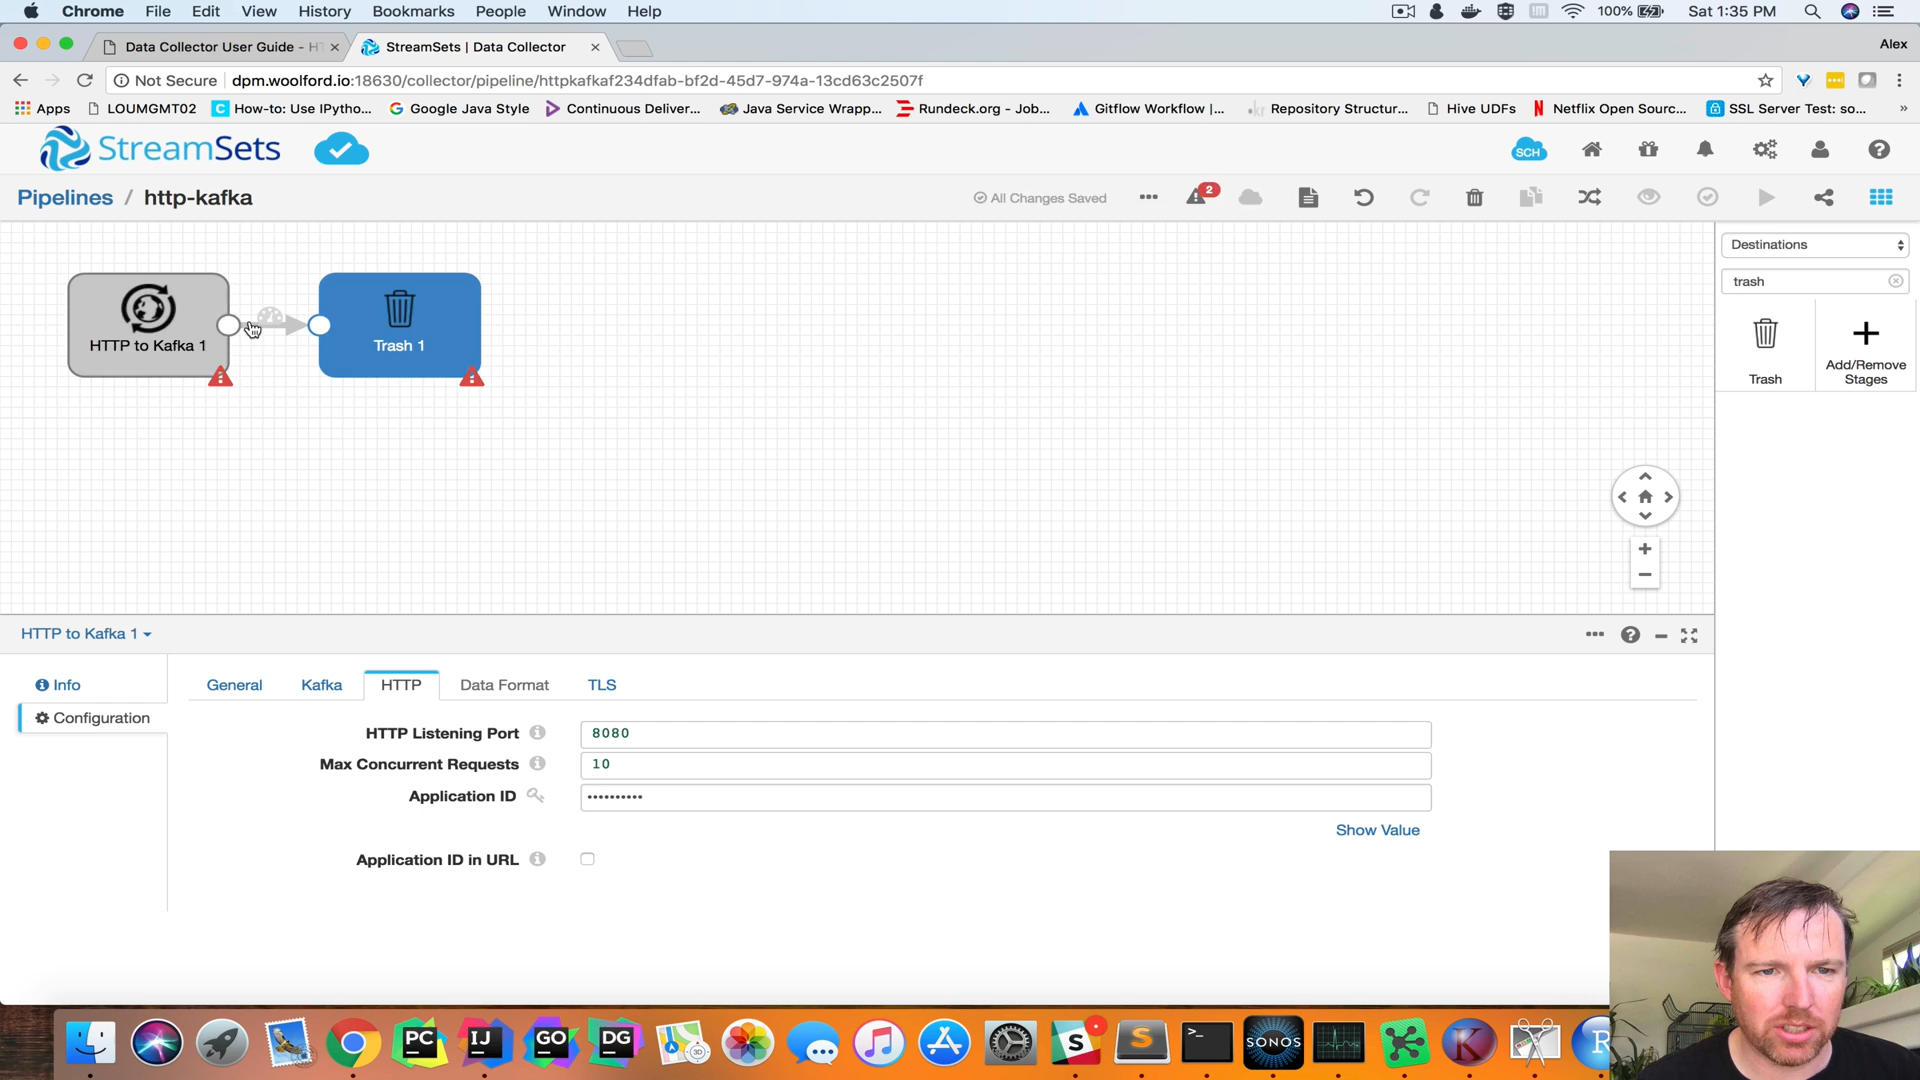 Chrome File Edit View History Bookmarks People Window Help 100% Sat 1:35 PM
Data Collector User Guide - HT StreamSets | Data Collector Alex
Not Secure dpm.woolford.io:18630/collector/pipeline/httpkafkaf234dfab-bf2d-45d7-974a-13cd63c2507f
Apps LOUMGMT02 How-to: Use IPytho... Google Java Style Continuous Deliver... Java Service Wrapp... Rundeck.org - Job... Gitflow Workflow |... Repository Structur... Hive UDFs Netflix Open Sourc... SSL Server Test: so... »
StreamSets SCH
Pipelines / http-kafka All Changes Saved 2
Destinations
trash
HTTP to Kafka 1 Trash 1
Trash Add/Remove Stages
HTTP to Kafka 1
Info General Kafka HTTP Data Format TLS
Configuration
HTTP Listening Port 8080
Max Concurrent Requests 10
Application ID ••••••••••
Show Value
Application ID in URL
PC IJ GO DG 3D S S >_ SONOS K R